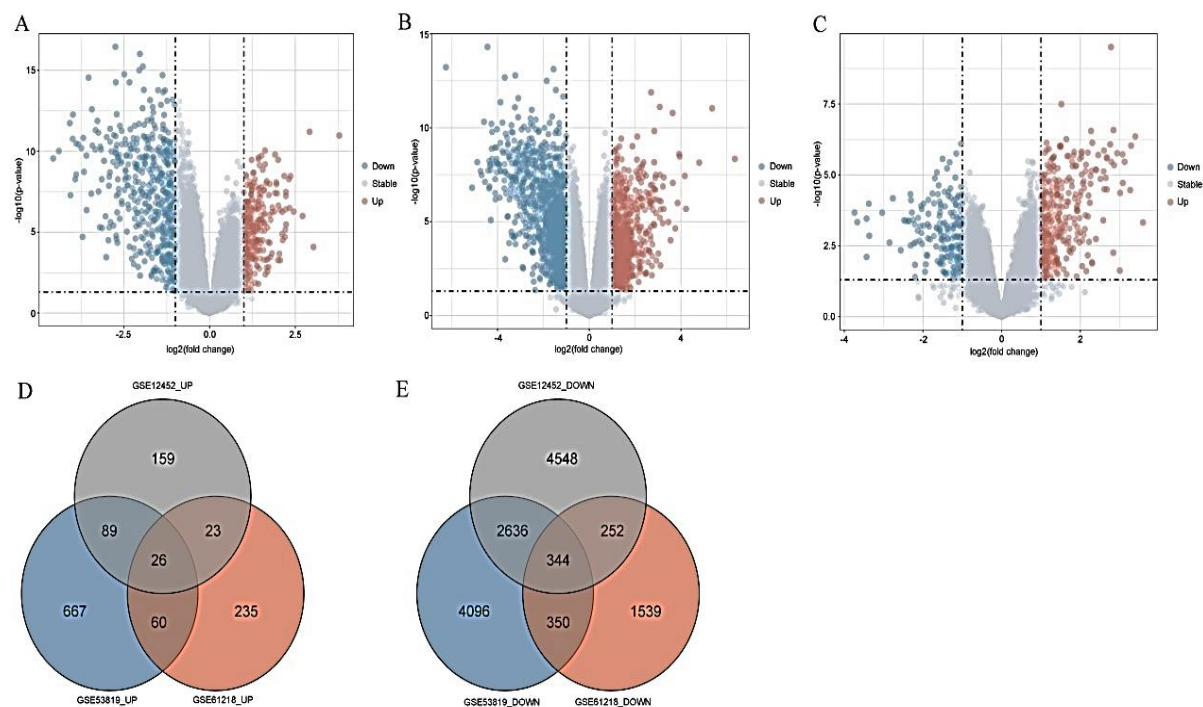 A
15
10
5
0
-log10(p-value)
-2.5
0.0
2.5
log2(fold change)
Down
Stable
Up
B
15
10
5
0
-log10(p-value)
-4
-2
0
2
4
log2(fold change)
Down
Stable
Up
C
7.5
5.0
2.5
0.0
-log10(p-value)
-4
-2
0
2
4
log2(fold change)
Down
Stable
Up
D
GSE12452_UP
159
89
23
26
667
60
235
GSE53819_UP
GSE61218_UP
E
GSE12452_DOWN
4548
2636
252
344
4096
350
1539
GSE53819_DOWN
GSE61218_DOWN